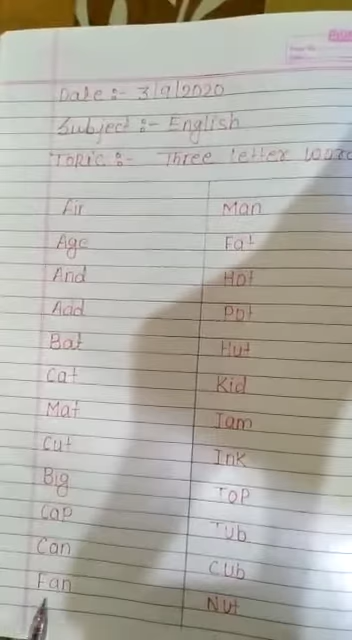 Date :- 3/9/2020
Subject :- English
Topic :- Three letter word
Air
Age
And
Add
Bat
Cat
Mat
Cut
Big
Cap
Can
Fan
Man
Fat
Hot
Pot
Hut
Kid
Jam
Ink
Top
Tub
Cub
Nut